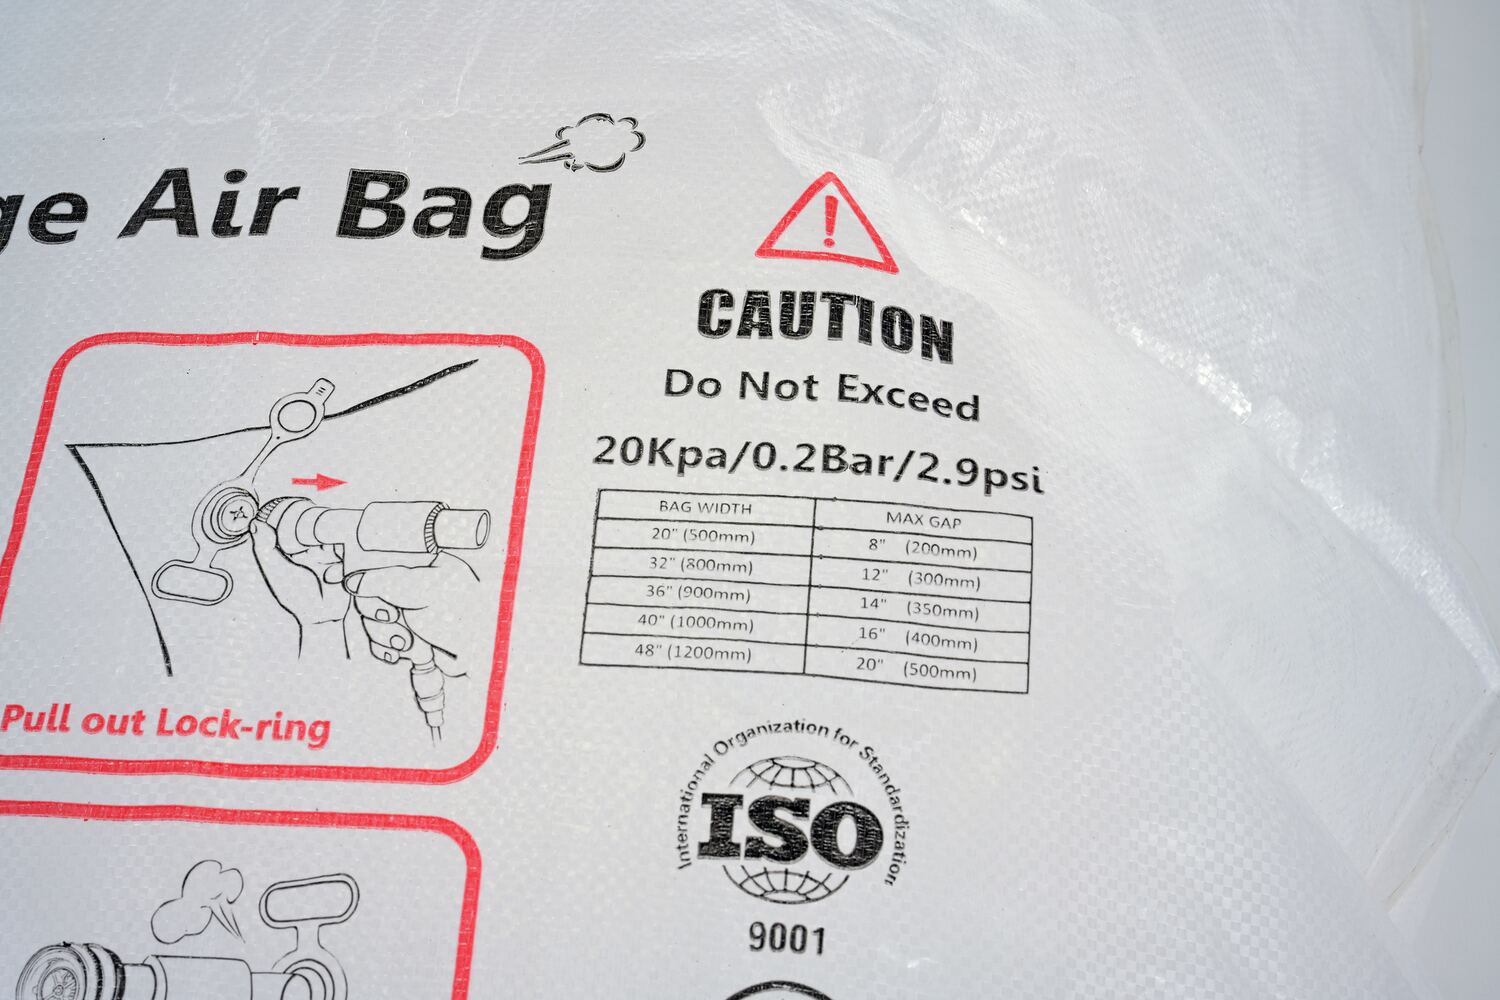 ge Air Bag
CAUTION
Do Not Exceed
20Kpa/0.2Bar/2.9psi
BAG WIDTH MAX GAP
20" (500mm) 8" (200mm)
32" (800mm) 12" (300mm)
36" (900mm) 14" (350mm)
40" (1000mm) 16" (400mm)
48" (1200mm) 20" (500mm)
Pull out Lock-ring
International Organization for Standardization
ISO
9001